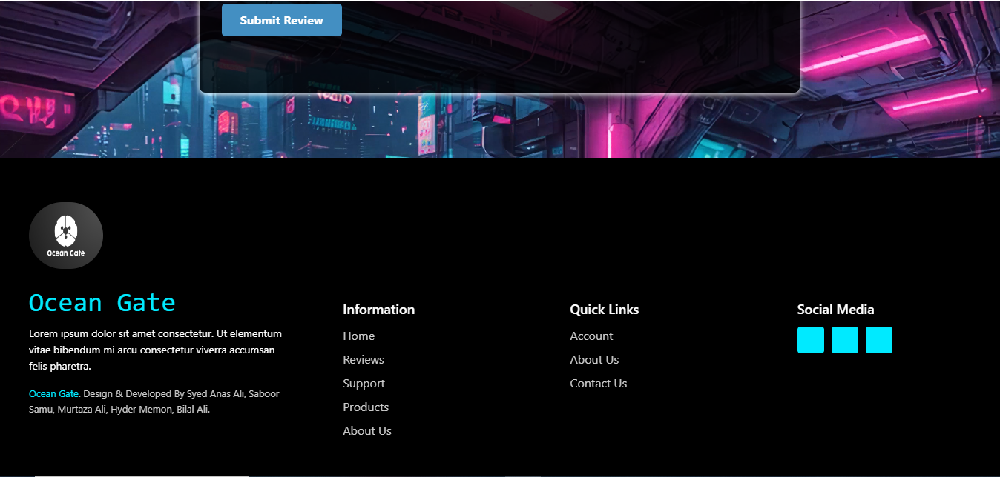 Submit Review
Ocean Gate
Ocean Gate
Lorem ipsum dolor sit amet consectetur. Ut elementum
vitae bibendum mi arcu consectetur viverra accumsan
felis pharetra.
Ocean Gate. Design & Developed By Syed Anas Ali, Saboor
Samu, Murtaza Ali, Hyder Memon, Bilal Ali.
Information
Home
Reviews
Support
Products
About Us
Quick Links
Account
About Us
Contact Us
Social Media